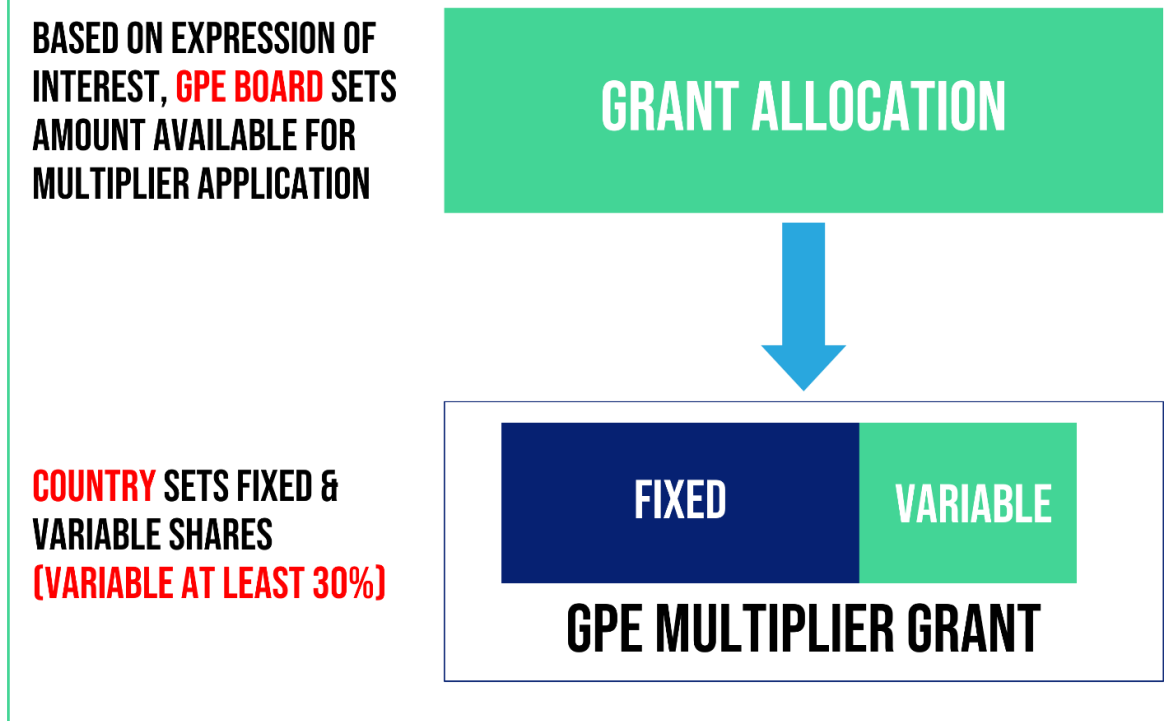 BASED ON EXPRESSION OF
INTEREST, GPE BOARD SETS
AMOUNT AVAILABLE FOR
MULTIPLIER APPLICATION
GRANT ALLOCATION
COUNTRY SETS FIXED &
VARIABLE SHARES
(VARIABLE AT LEAST 30%)
FIXED
VARIABLE
GPE MULTIPLIER GRANT